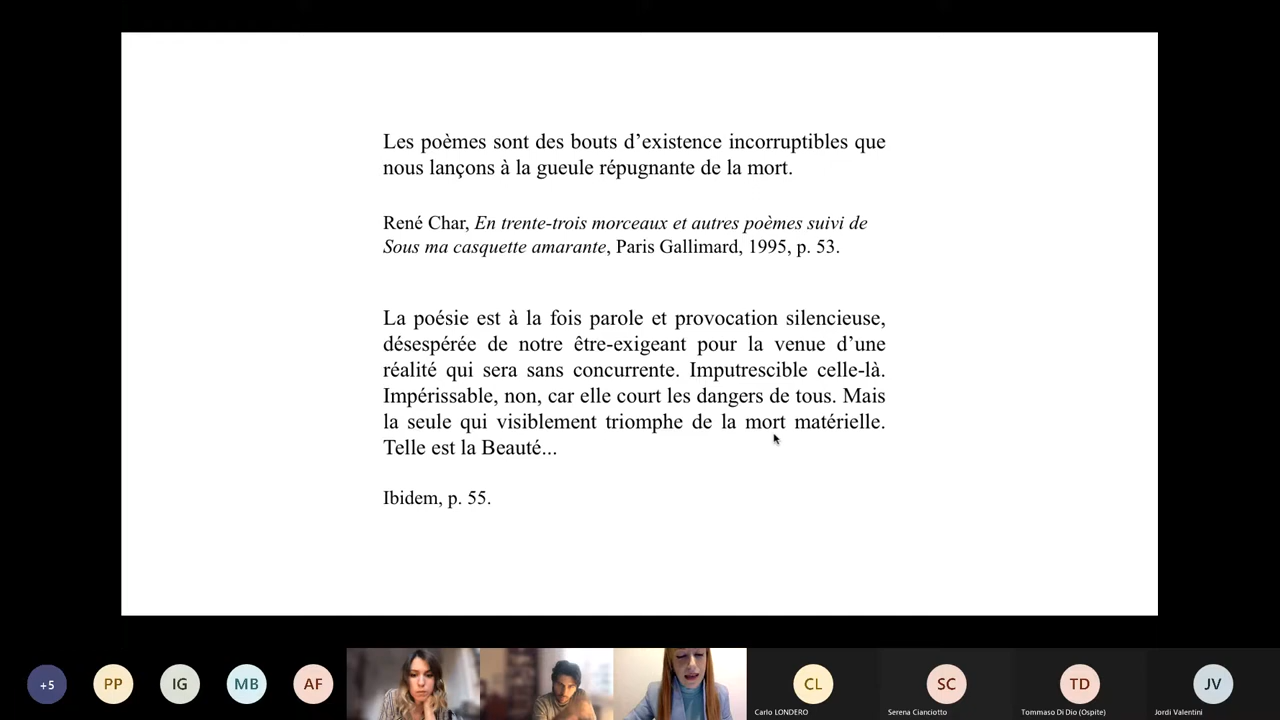 Les poèmes sont des bouts d’existence incorruptibles que
nous lançons à la gueule répugnante de la mort.
René Char, En trente-trois morceaux et autres poèmes suivi de
Sous ma casquette amarante, Paris Gallimard, 1995, p. 53.
La poésie est à la fois parole et provocation silencieuse,
désespérée de notre être-exigeant pour la venue d’une
réalité qui sera sans concurrente. Imputrescible celle-là.
Impérissable, non, car elle court les dangers de tous. Mais
la seule qui visiblement triomphe de la mort matérielle.
Telle est la Beauté...
Ibidem, p. 55.
+5
PP
IG
MB
AF
CL
SC
TD
JV
Carlo LONDERO
Serena Cianciotto
Tommaso Di Dio (Ospite)
Jordi Valentini